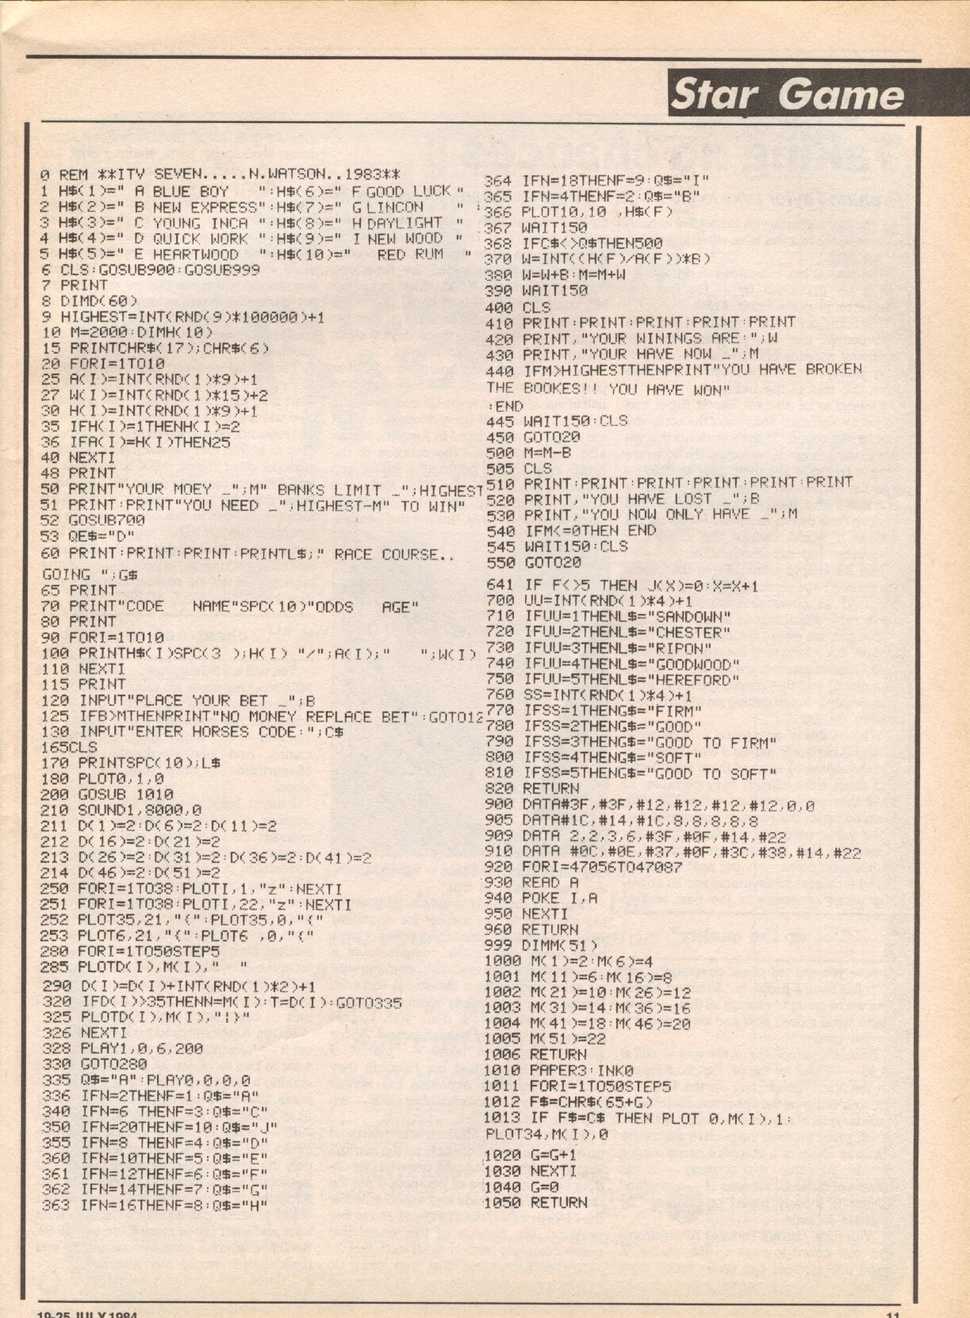 Star Game
0 REM **ITV SEVEN.....N.WATSON..1983**
1 H$(1)=" A BLUE BOY    ":H$(6)=" F GOOD LUCK "
2 H$(2)=" B NEW EXPRESS":H$(7)=" G LINCON    "
3 H$(3)=" C YOUNG INCA ":H$(8)=" H DAYLIGHT  "
4 H$(4)=" D QUICK WORK ":H$(9)=" I NEW WOOD  "
5 H$(5)=" E HEARTWOOD  ":H$(10)="   RED RUM   "
6 CLS:GOSUB900:GOSUB999
7 PRINT
8 DIMD(60)
9 HIGHEST=INT(RND(9)*100000)+1
10 M=2000:DIMH(10)
15 PRINTCHR$(17);CHR$(6)
20 FORI=1TO10
25 A(I)=INT(RND(1)*9)+1
27 W(I)=INT(RND(1)*15)+2
30 H(I)=INT(RND(1)*9)+1
35 IFH(I)=1THENH(I)=2
36 IFA(I)=H(I)THEN25
40 NEXTI
48 PRINT
50 PRINT"YOUR MOEY _";M" BANKS LIMIT _";HIGHEST
51 PRINT:PRINT"YOU NEED _";HIGHEST-M" TO WIN"
52 GOSUB700
53 QE$="D"
60 PRINT:PRINT:PRINT:PRINTL$;" RACE COURSE..
GOING ";G$
65 PRINT
70 PRINT"CODE   NAME"SPC(10)"ODDS   AGE"
80 PRINT
90 FORI=1TO10
100 PRINTH$(I)SPC(3 );H(I) "/";A(I);"   ";W(I)
110 NEXTI
115 PRINT
120 INPUT"PLACE YOUR BET _";B
125 IFB>MTHENPRINT"NO MONEY REPLACE BET":GOTO12
130 INPUT"ENTER HORSES CODE:";C$
165CLS
170 PRINTSPC(10);L$
180 PLOT0,1,0
200 GOSUB 1010
210 SOUND1,8000,0
211 D(1)=2:D(6)=2:D(11)=2
212 D(16)=2:D(21)=2
213 D(26)=2:D(31)=2:D(36)=2:D(41)=2
214 D(46)=2:D(51)=2
250 FORI=1TO38:PLOTI,1,"z":NEXTI
251 FORI=1TO38:PLOTI,22,"z":NEXTI
252 PLOT35,21,"(":PLOT35,0,"("
253 PLOT6,21,"(":PLOT6 ,0,"("
280 FORI=1TO50STEP5
285 PLOTD(I),M(I),"  "
290 D(I)=D(I)+INT(RND(1)*2)+1
320 IFD(I)>35THENN=M(I):T=D(I):GOTO335
325 PLOTD(I),M(I),"|}"
326 NEXTI
328 PLAY1,0,6,200
330 GOTO280
335 Q$="A":PLAY0,0,0,0
336 IFN=2THENF=1:Q$="A"
340 IFN=6 THENF=3:Q$="C"
350 IFN=20THENF=10:Q$="J"
355 IFN=8 THENF=4:Q$="D"
360 IFN=10THENF=5:Q$="E"
361 IFN=12THENF=6:Q$="F"
362 IFN=14THENF=7:Q$="G"
363 IFN=16THENF=8:Q$="H"
364 IFN=18THENF=9:Q$="I"
365 IFN=4THENF=2:Q$="B"
366 PLOT10,10 ,H$(F)
367 WAIT150
368 IFC$<>Q$THEN500
370 W=INT((H(F)/A(F))*B)
380 W=W+B:M=M+W
390 WAIT150
400 CLS
410 PRINT:PRINT:PRINT:PRINT:PRINT
420 PRINT,"YOUR WININGS ARE:";W
430 PRINT,"YOUR HAVE NOW _";M
440 IFM>HIGHESTTHENPRINT"YOU HAVE BROKEN
THE BOOKES!! YOU HAVE WON"
:END
445 WAIT150:CLS
450 GOTO20
500 M=M-B
505 CLS
510 PRINT:PRINT:PRINT:PRINT:PRINT:PRINT
520 PRINT,"YOU HAVE LOST _";B
530 PRINT,"YOU NOW ONLY HAVE _";M
540 IFM<=0THEN END
545 WAIT150:CLS
550 GOTO20
641 IF F<>5 THEN J(X)=0:X=X+1
700 UU=INT(RND(1)*4)+1
710 IFUU=1THENL$="SANDOWN"
720 IFUU=2THENL$="CHESTER"
730 IFUU=3THENL$="RIPON"
740 IFUU=4THENL$="GOODWOOD"
750 IFUU=5THENL$="HEREFORD"
760 SS=INT(RND(1)*4)+1
770 IFSS=1THENG$="FIRM"
780 IFSS=2THENG$="GOOD"
790 IFSS=3THENG$="GOOD TO FIRM"
800 IFSS=4THENG$="SOFT"
810 IFSS=5THENG$="GOOD TO SOFT"
820 RETURN
900 DATA#3F,#3F,#12,#12,#12,#12,0,0
905 DATA#1C,#14,#1C,8,8,8,8,8
909 DATA 2,2,3,6,#3F,#0F,#14,#22
910 DATA #0C,#0E,#37,#0F,#3C,#38,#14,#22
920 FORI=47056TO47087
930 READ A
940 POKE I,A
950 NEXTI
960 RETURN
999 DIMM(51)
1000 M(1)=2:M(6)=4
1001 M(11)=6:M(16)=8
1002 M(21)=10:M(26)=12
1003 M(31)=14:M(36)=16
1004 M(41)=18:M(46)=20
1005 M(51)=22
1006 RETURN
1010 PAPER3:INK0
1011 FORI=1TO50STEP5
1012 F$=CHR$(65+G)
1013 IF F$=C$ THEN PLOT 0,M(I),1:
PLOT34,M(I),0
1020 G=G+1
1030 NEXTI
1040 G=0
1050 RETURN
19-25 JULY 1984
11